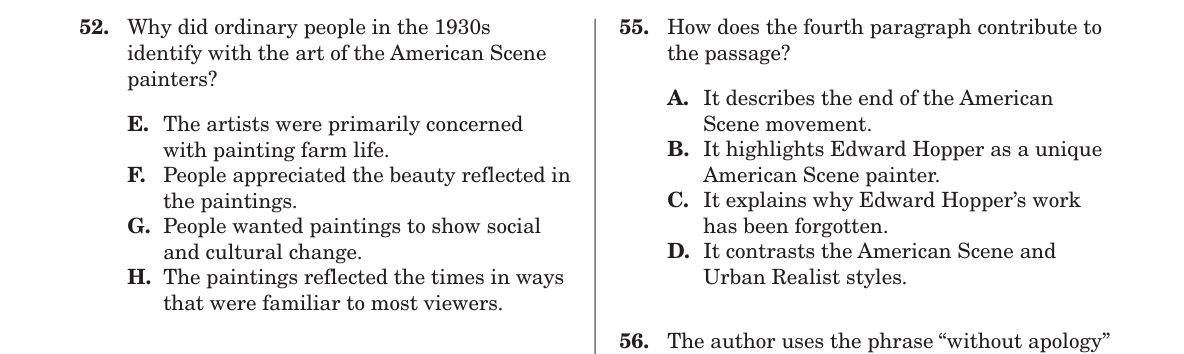 52. Why did ordinary people in the 1930s
identify with the art of the American Scene
painters?
E. The artists were primarily concerned
with painting farm life.
F. People appreciated the beauty reflected in
the paintings.
G. People wanted paintings to show social
and cultural change.
H. The paintings reflected the times in ways
that were familiar to most viewers.
55. How does the fourth paragraph contribute to
the passage?
A. It describes the end of the American
Scene movement.
B. It highlights Edward Hopper as a unique
American Scene painter.
C. It explains why Edward Hopper’s work
has been forgotten.
D. It contrasts the American Scene and
Urban Realist styles.
56. The author uses the phrase “without apology”